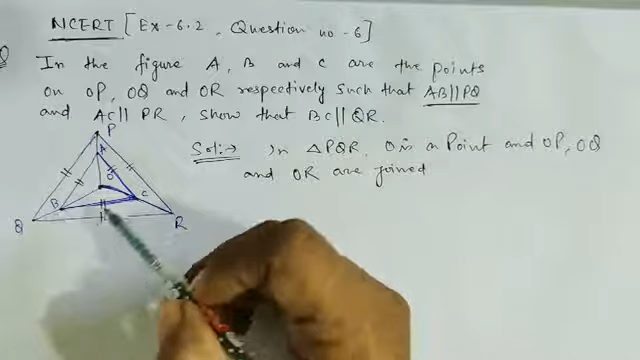 NCERT [Ex-6.2, Question no-6]
Q In the figure A, B and C are the points
on OP, OQ and OR respectively such that AB||PQ
and AC|| PR, show that BC|| QR.
P
A
O
B
C
Q
R
Sol:→ In △PQR, O is a Point and OP, OQ
and OR are joined